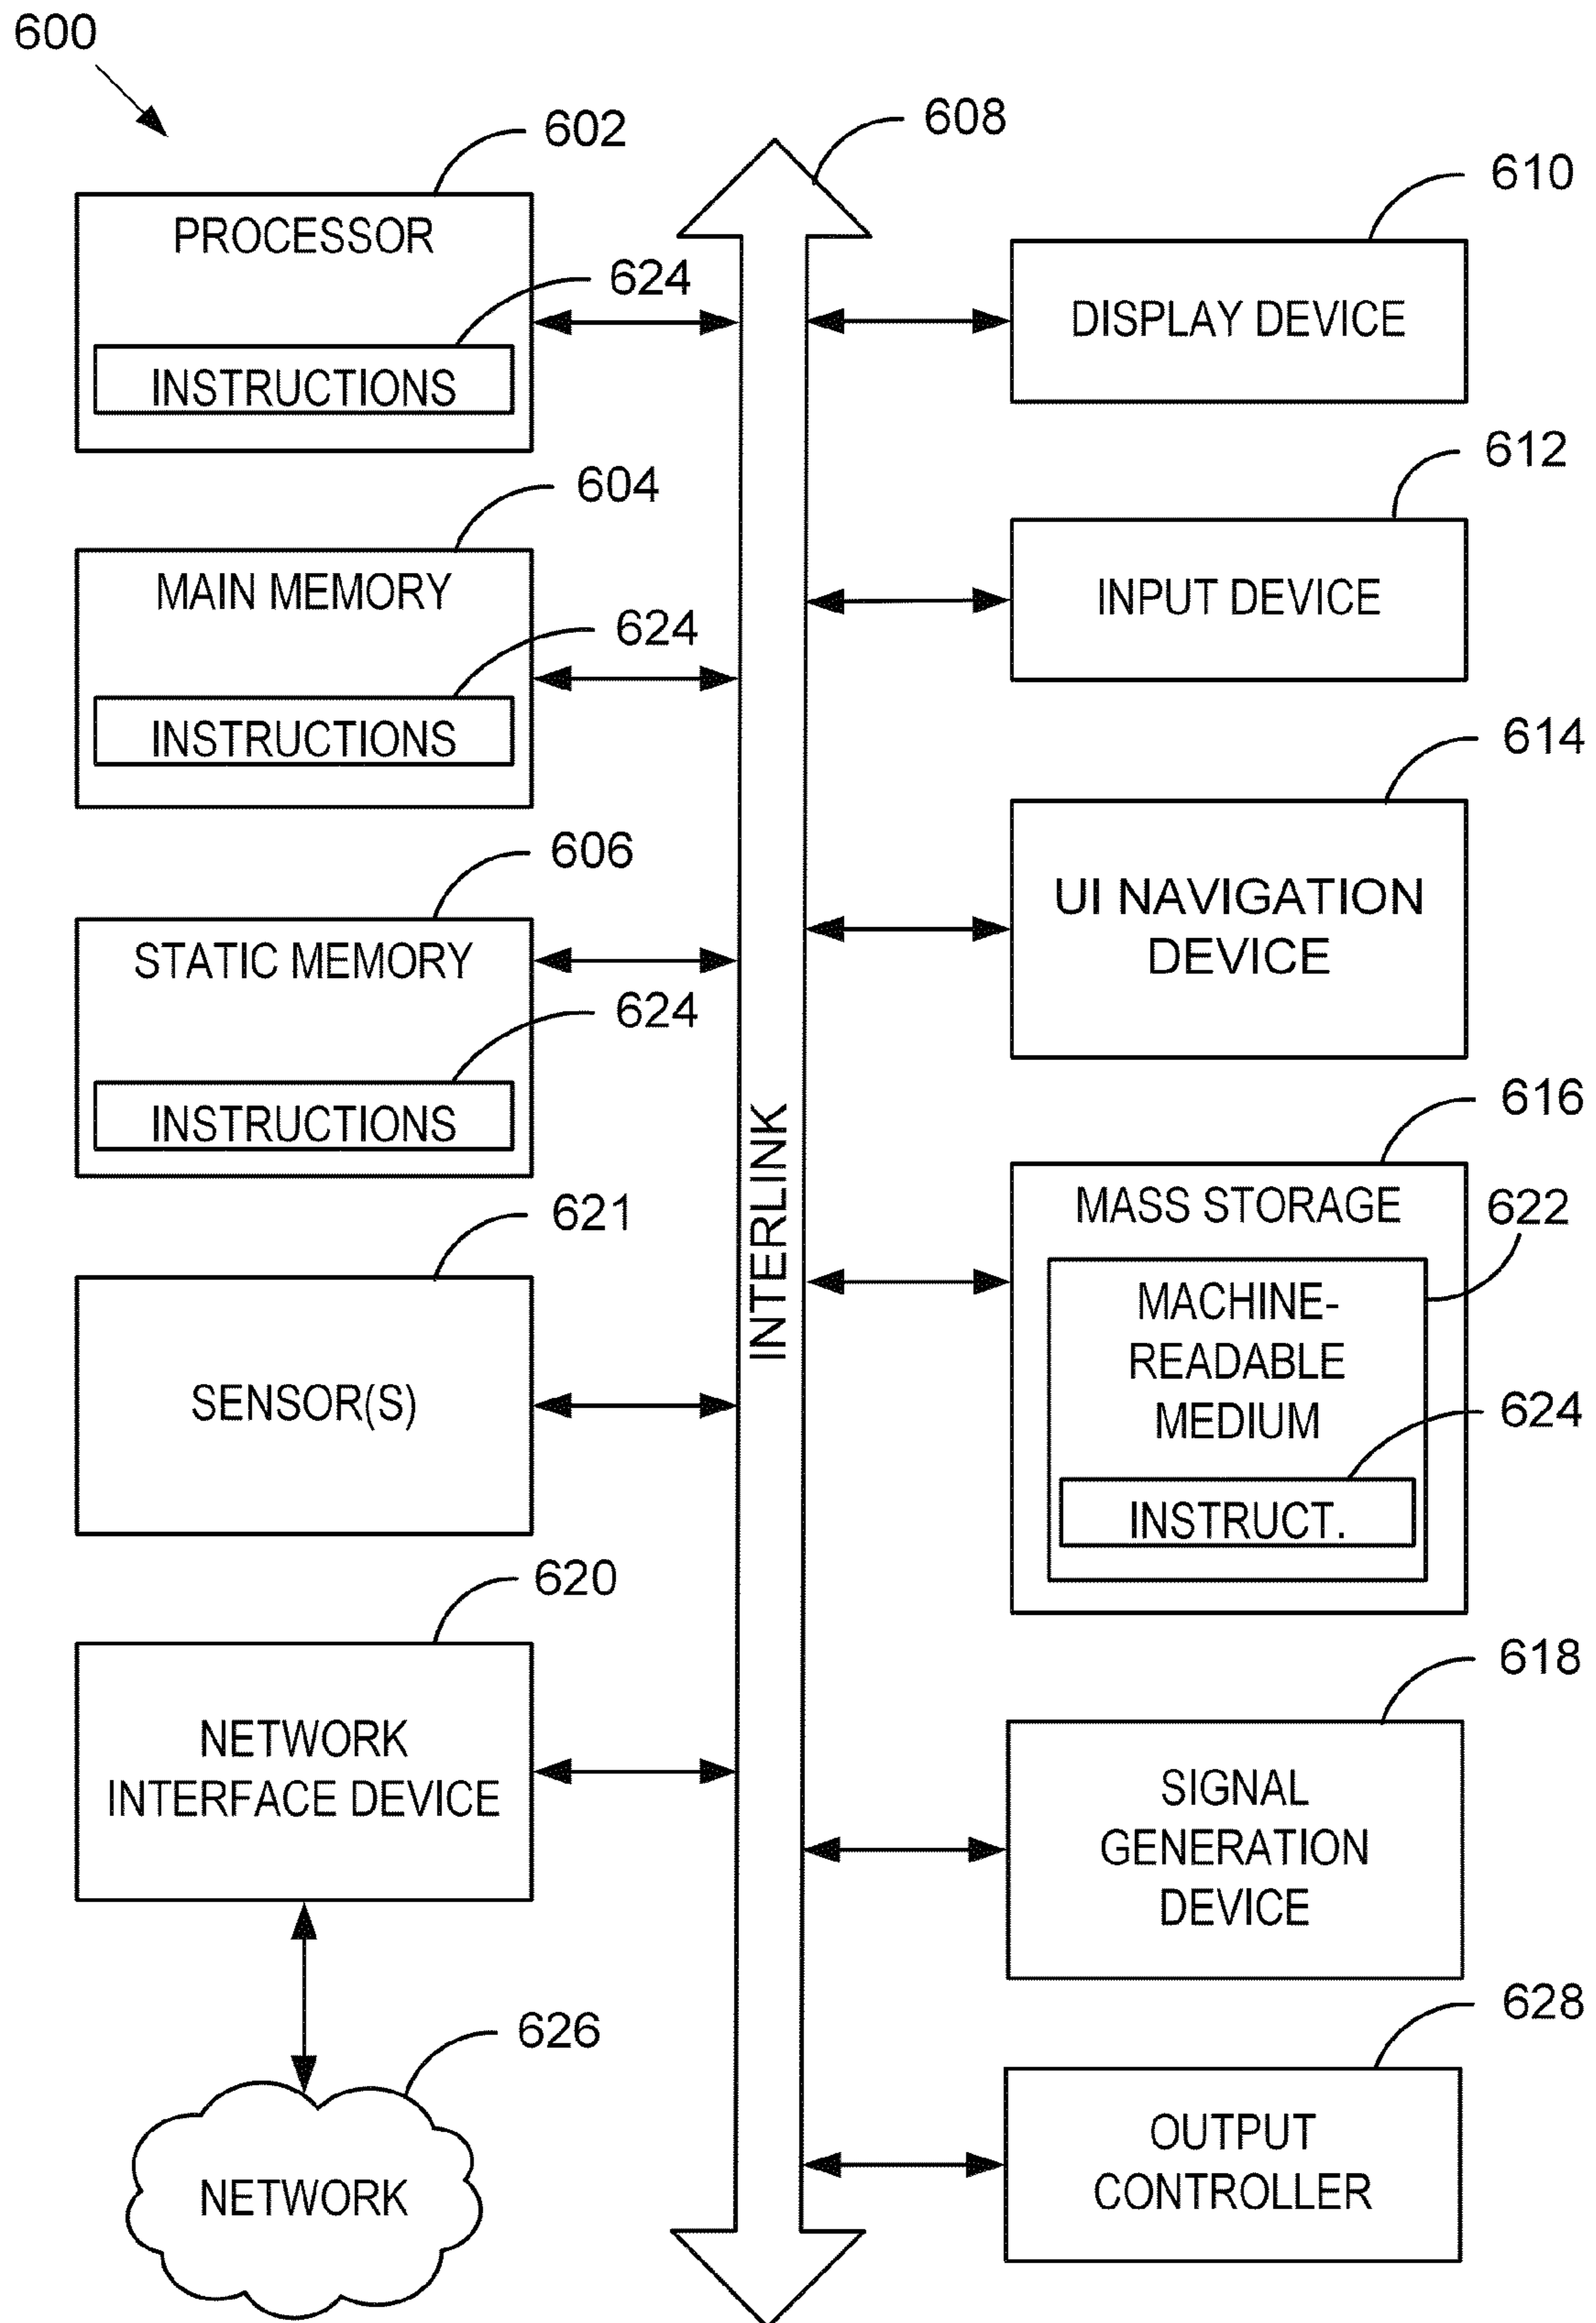 600
602
PROCESSOR
624
INSTRUCTIONS
604
MAIN MEMORY
624
INSTRUCTIONS
606
STATIC MEMORY
624
INSTRUCTIONS
621
SENSOR(S)
620
NETWORK
INTERFACE DEVICE
626
NETWORK
608
INTERLINK
610
DISPLAY DEVICE
612
INPUT DEVICE
614
UI NAVIGATION
DEVICE
616
MASS STORAGE
622
MACHINE-
READABLE
MEDIUM
624
INSTRUCT.
618
SIGNAL
GENERATION
DEVICE
628
OUTPUT
CONTROLLER